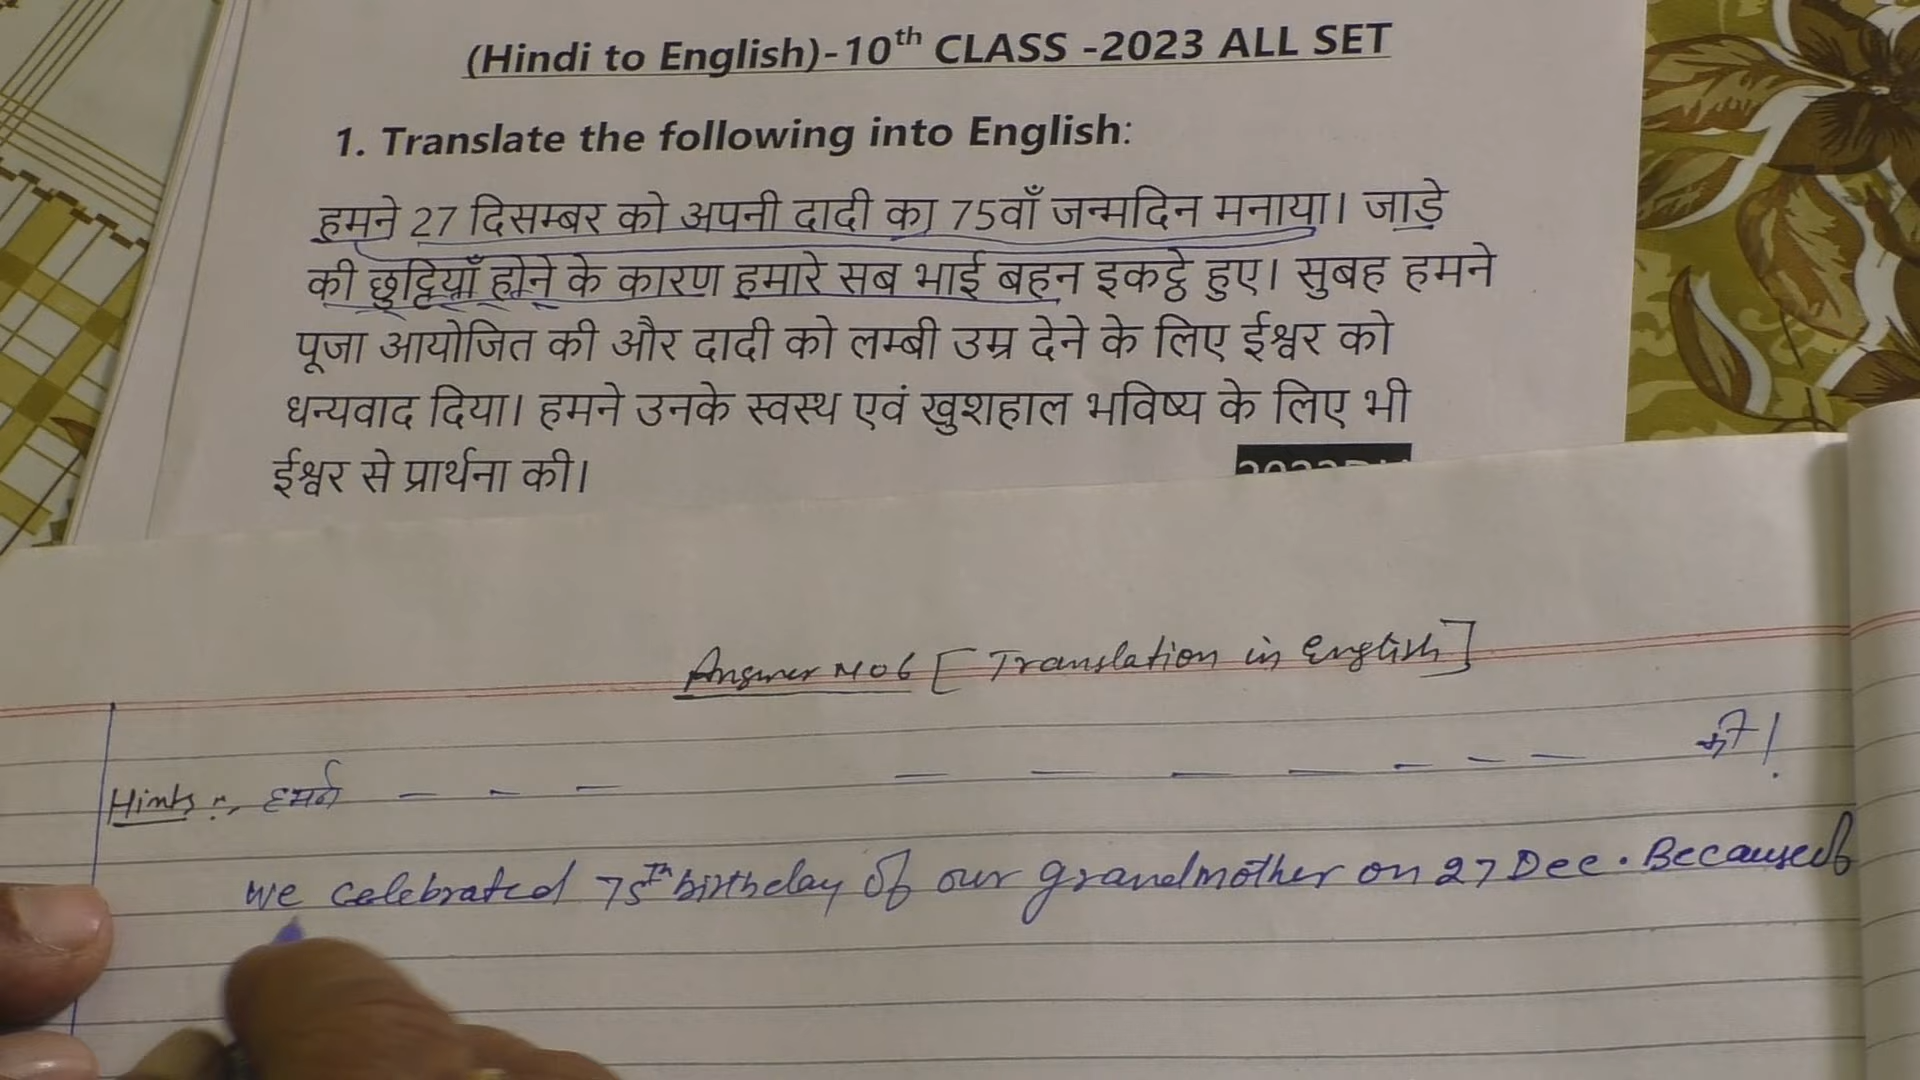 (Hindi to English)-10th CLASS -2023 ALL SET
1. Translate the following into English:
हमने 27 दिसम्बर को अपनी दादी का 75वाँ जन्मदिन मनाया। जाड़े
की छुट्टियाँ होने के कारण हमारे सब भाई बहन इकट्ठे हुए। सुबह हमने
पूजा आयोजित की और दादी को लम्बी उम्र देने के लिए ईश्वर को
धन्यवाद दिया। हमने उनके स्वस्थ एवं खुशहाल भविष्य के लिए भी
ईश्वर से प्रार्थना की।
Answer No 6 [Translation in English]
Hints :, हमने - - - - - - - - - - की।
We celebrated 75th birthday of our grandmother on 27 Dec. Because of